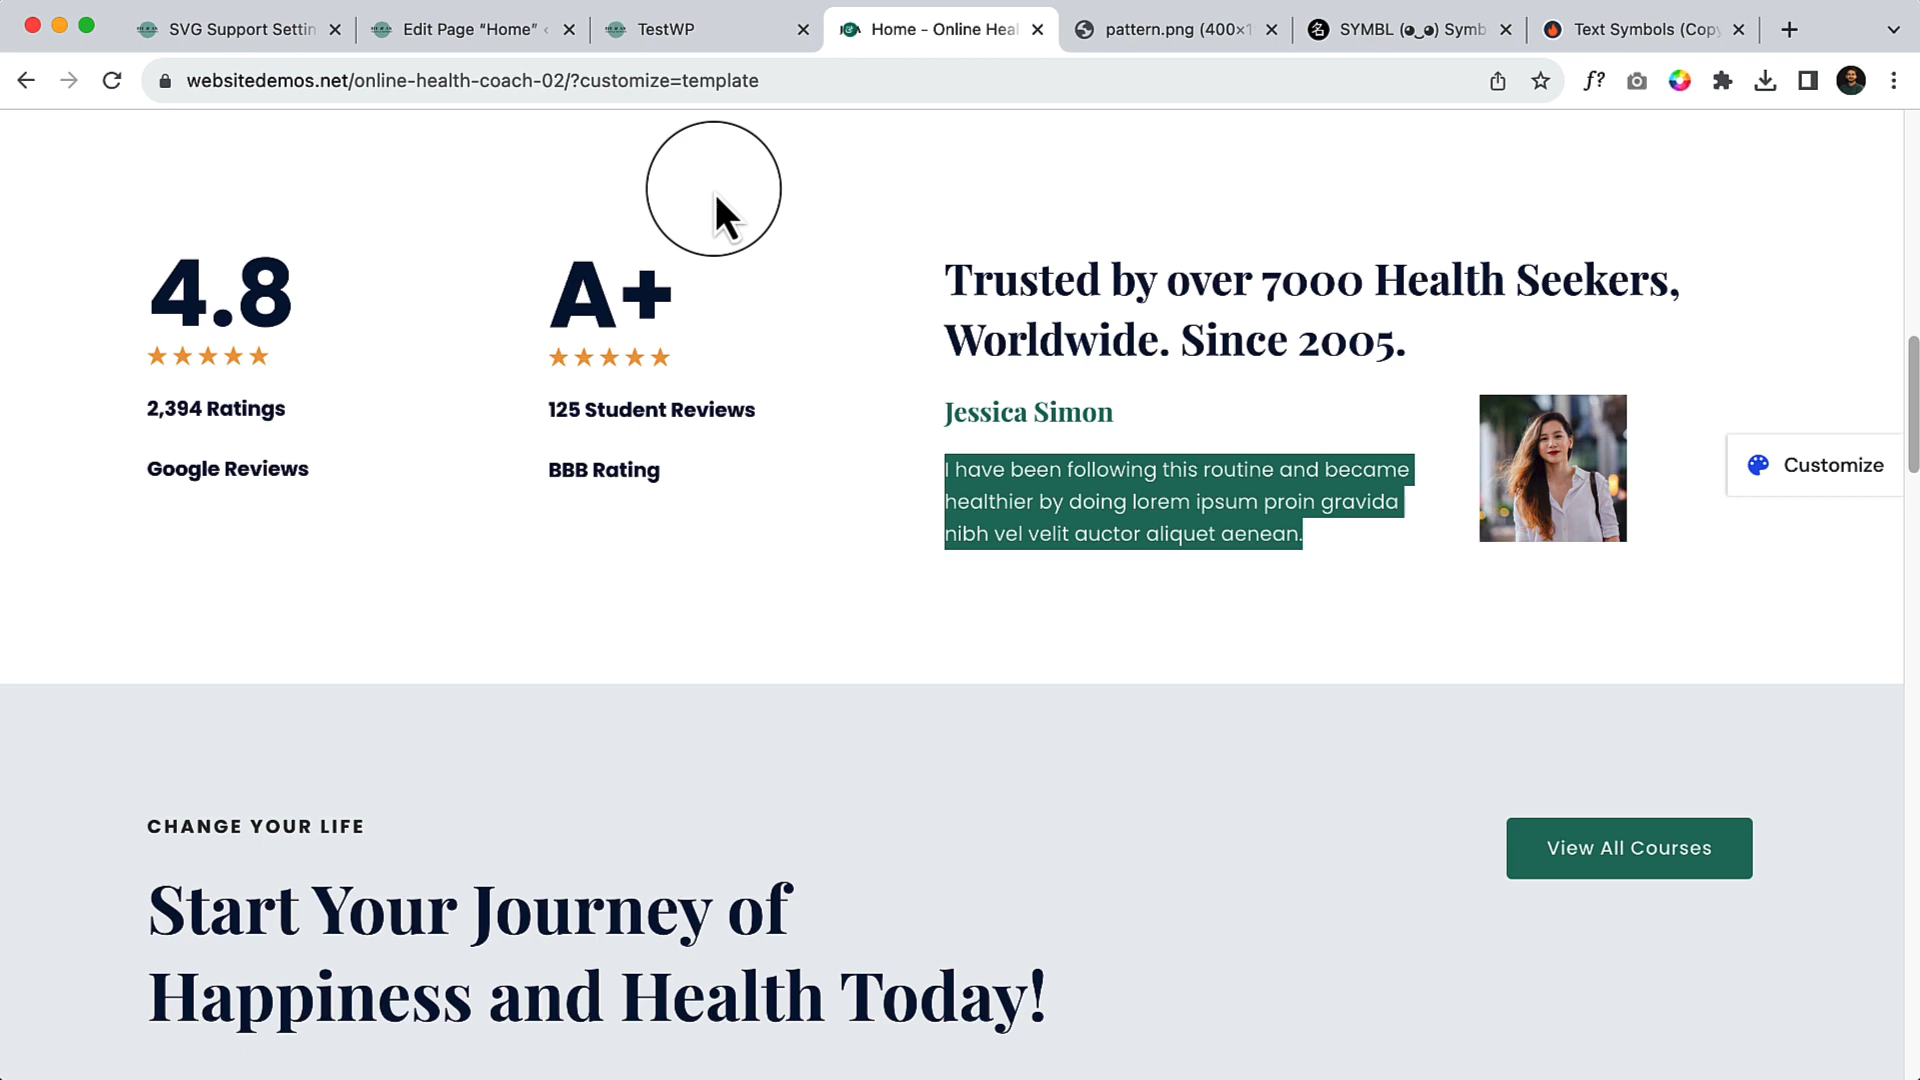 SVG Support Settin
Edit Page “Home” ‹
TestWP
Home - Online Heal
pattern.png (400×1
SYMBL (◕‿◕) Symb
Text Symbols (Copy
websitedemos.net/online-health-coach-02/?customize=template
f?
4.8
★★★★★
2,394 Ratings
Google Reviews
A+
★★★★★
125 Student Reviews
BBB Rating
Trusted by over 7000 Health Seekers,
Worldwide. Since 2005.
Jessica Simon
I have been following this routine and became
healthier by doing lorem ipsum proin gravida
nibh vel velit auctor aliquet aenean.
Customize
CHANGE YOUR LIFE
View All Courses
Start Your Journey of
Happiness and Health Today!